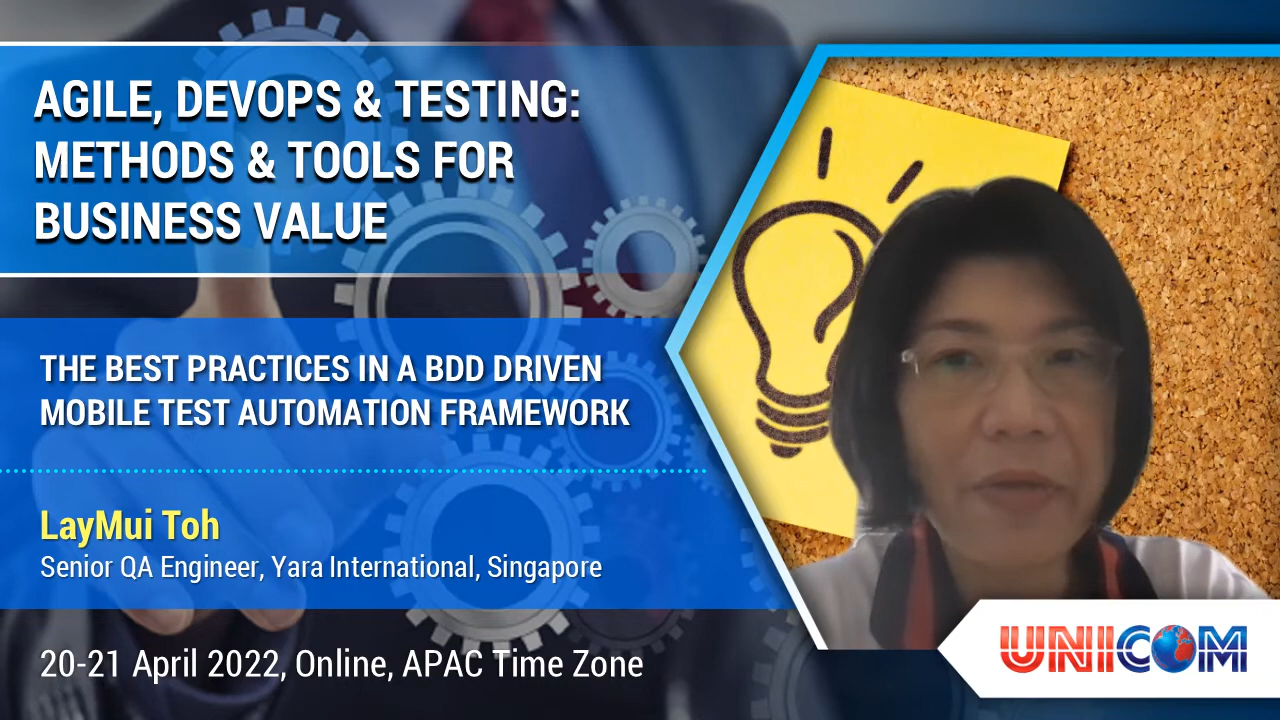 AGILE, DEVOPS & TESTING:
METHODS & TOOLS FOR
BUSINESS VALUE
THE BEST PRACTICES IN A BDD DRIVEN
MOBILE TEST AUTOMATION FRAMEWORK
LayMui Toh
Senior QA Engineer, Yara International, Singapore
20-21 April 2022, Online, APAC Time Zone
UNICOM